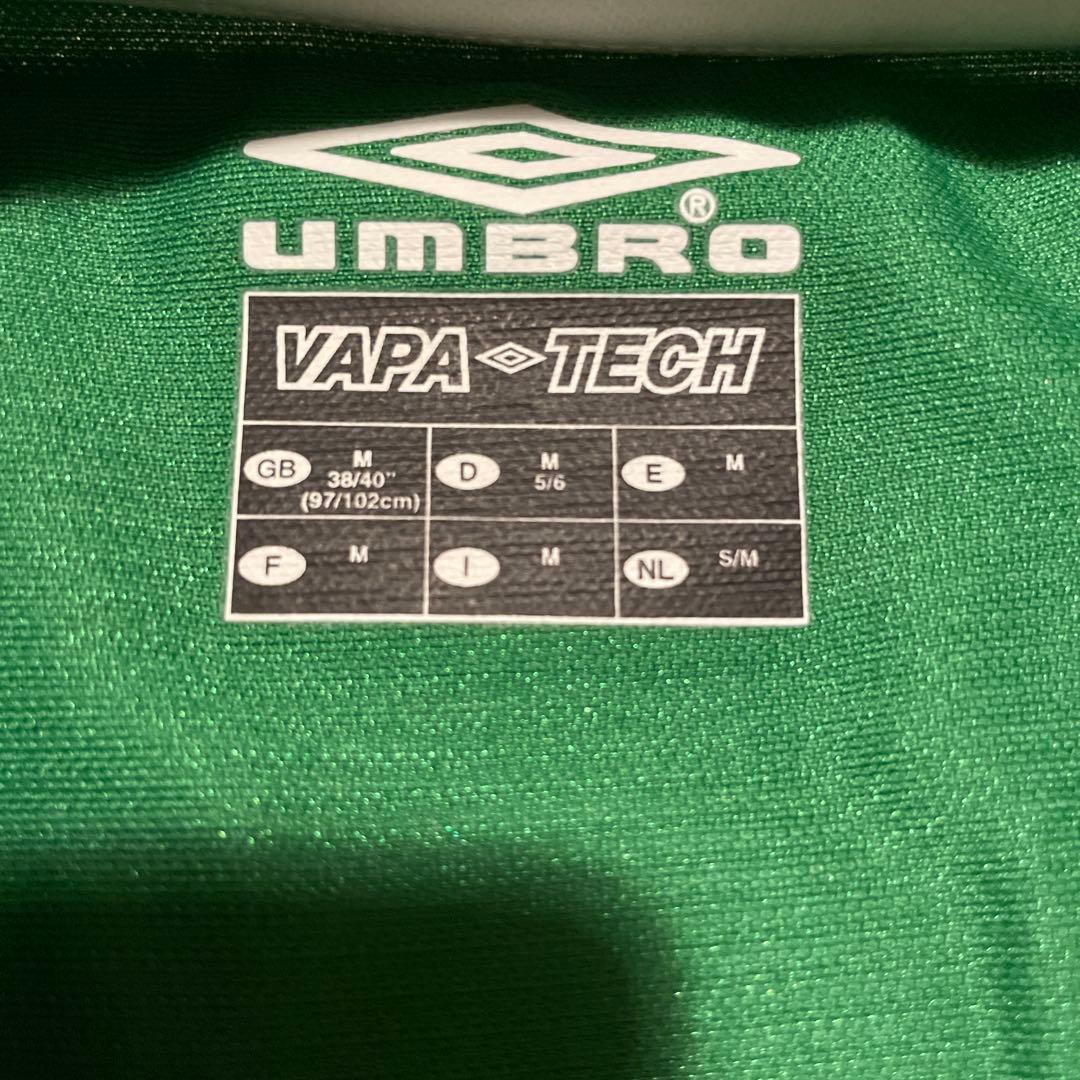 ®
UMBRO
VAPA TECH
GB M 38/40" (97/102cm)
D M 5/6
E M
F M
I M
NL S/M